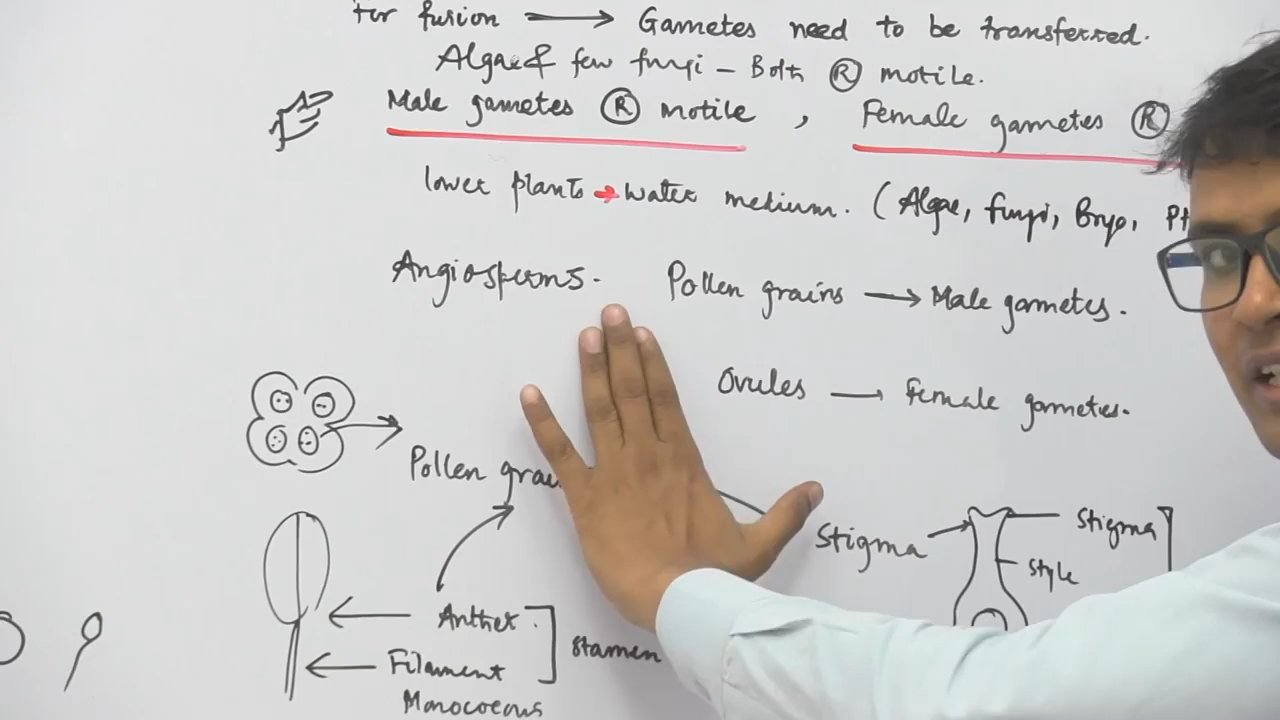 For fusion → Gametes need to be transferred.
Algae & few fungi - Both Ⓡ motile.
Male gametes Ⓡ motile , Female gametes Ⓡ
lower plants → water medium. (Algae, fungi, Bryo,
Angiosperms. Pollen grains → Male gametes.
Ovules — Female gametes.
Pollen
Stigma
Stigma
style
Anther.
stamen
Filament
Monoceous